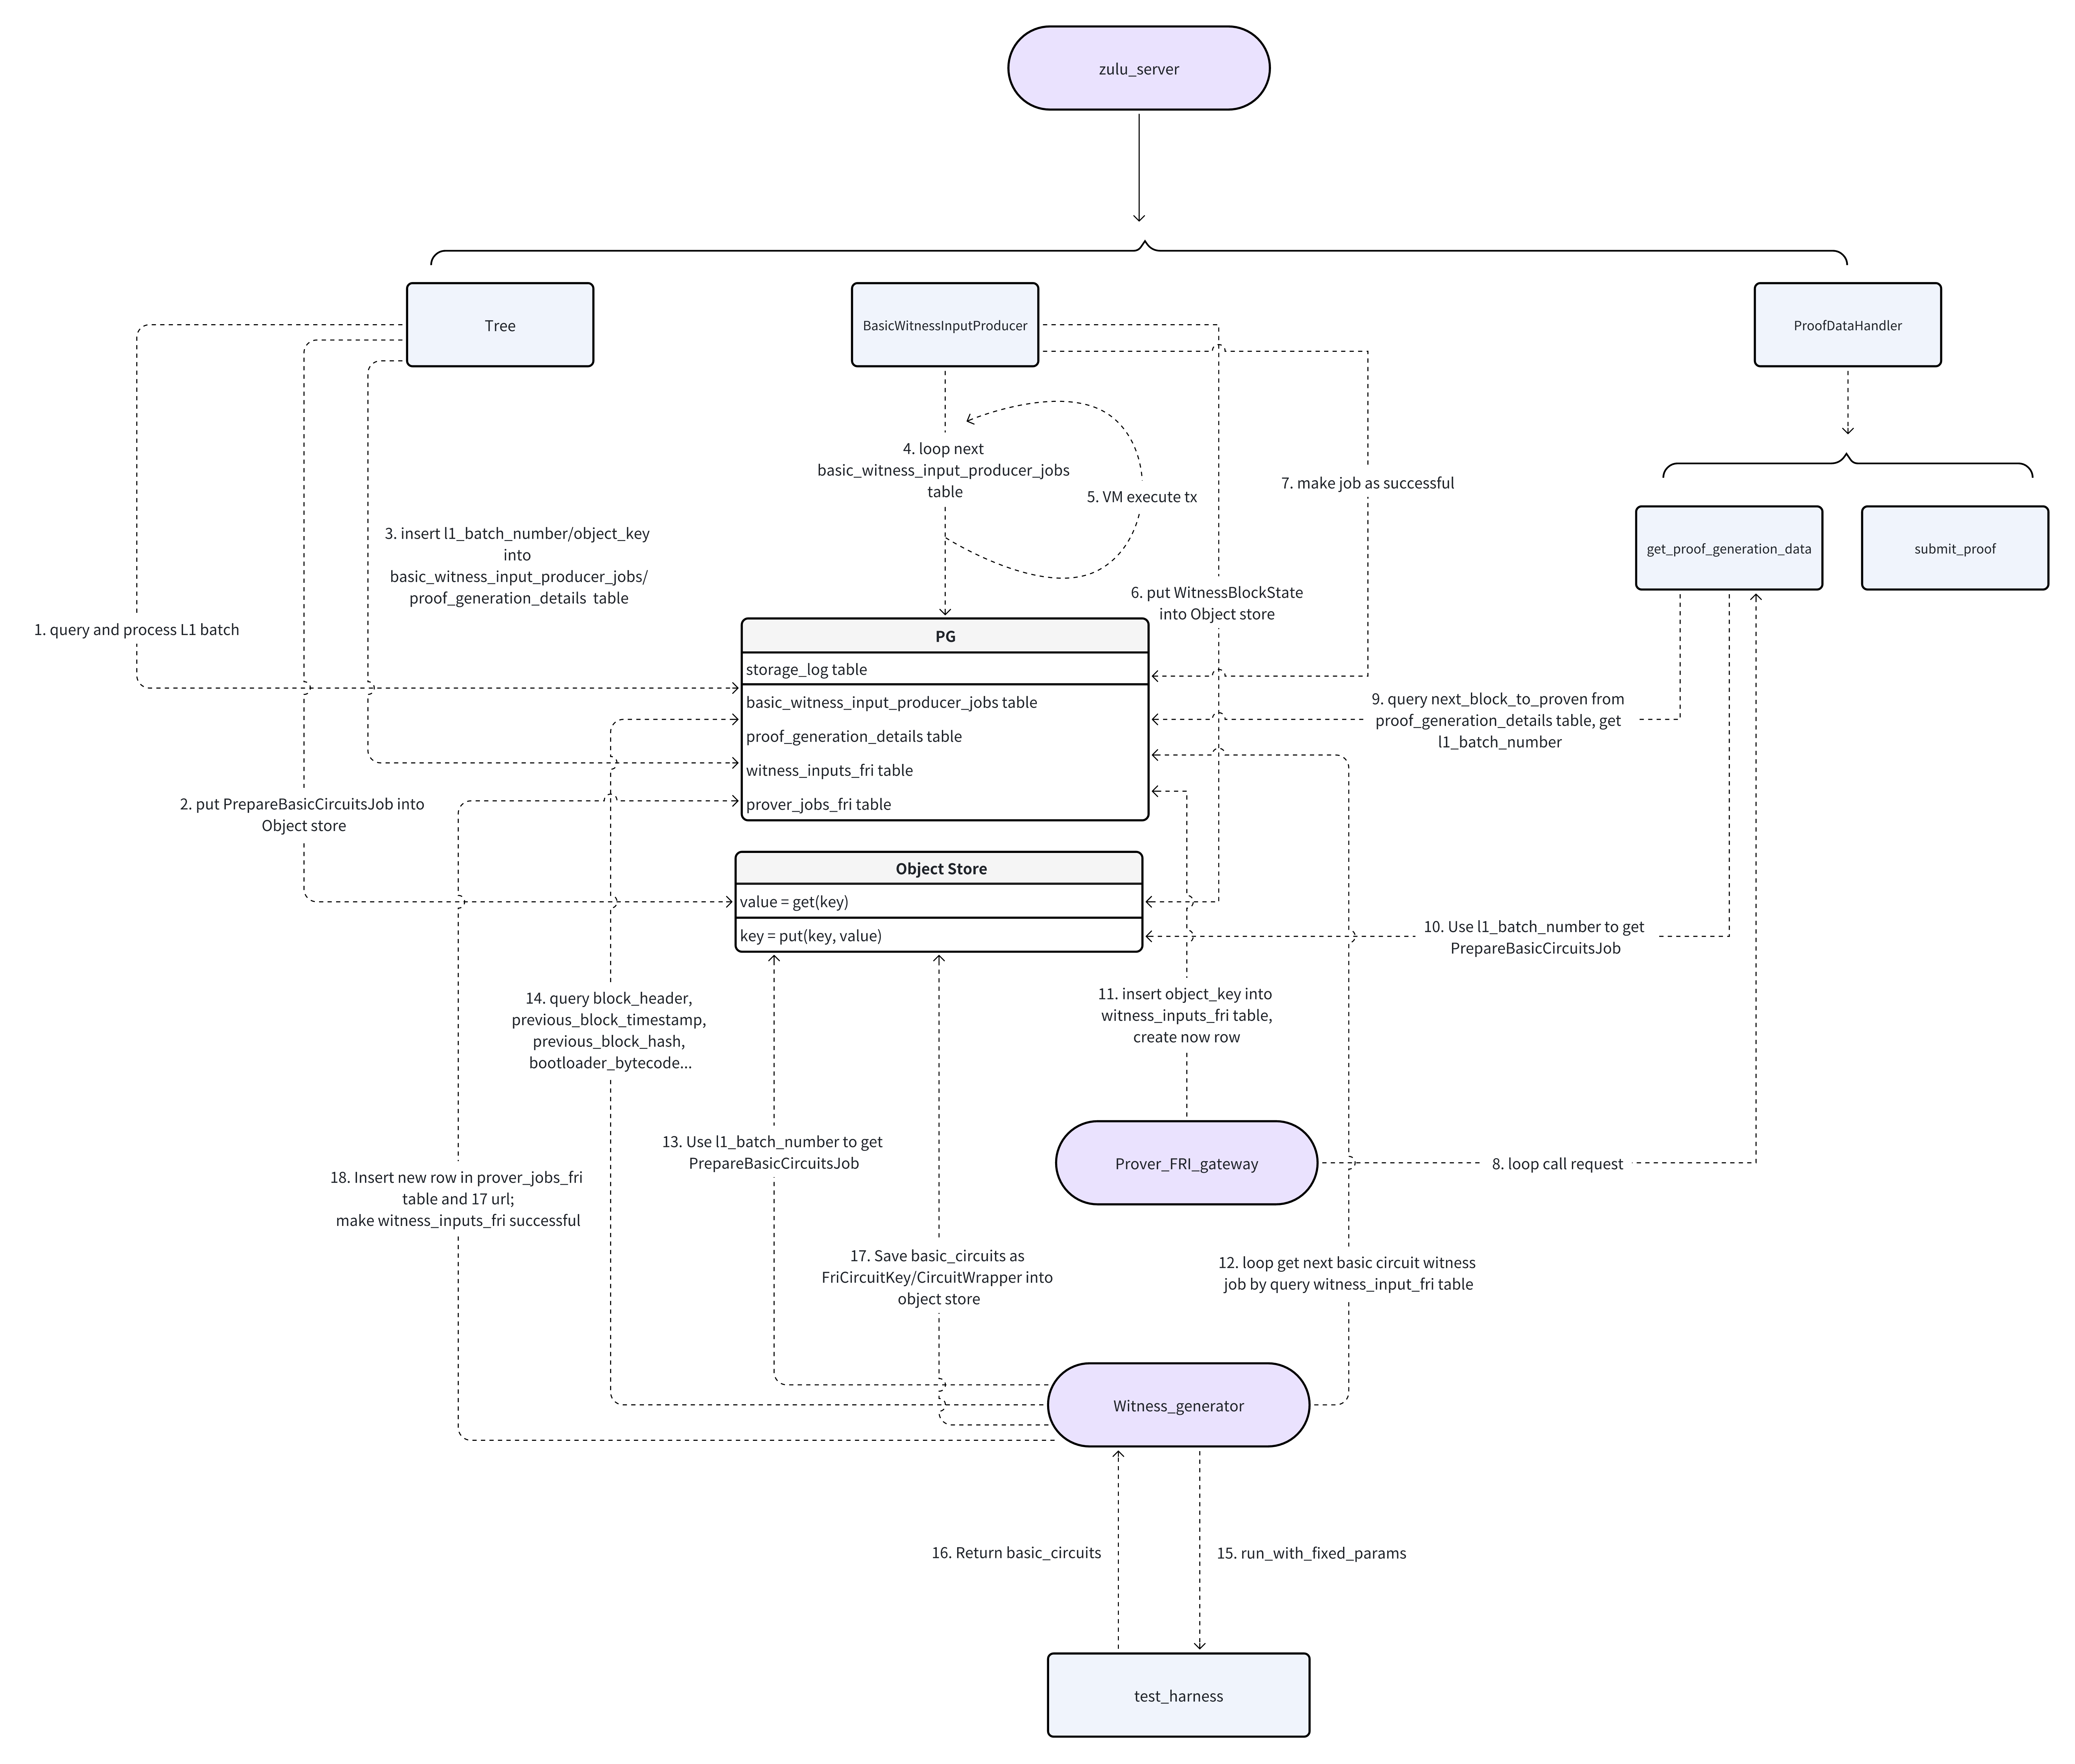 zulu_server
Tree
BasicWitnessInputProducer
ProofDataHandler
4. loop next
basic_witness_input_producer_jobs
table
5. VM execute tx
7. make job as successful
3. insert l1_batch_number/object_key
into
basic_witness_input_producer_jobs/
proof_generation_details table
get_proof_generation_data
submit_proof
6. put WitnessBlockState
into Object store
1. query and process L1 batch
PG
storage_log table
basic_witness_input_producer_jobs table
proof_generation_details table
witness_inputs_fri table
prover_jobs_fri table
9. query next_block_to_proven from
proof_generation_details table, get
l1_batch_number
2. put PrepareBasicCircuitsJob into
Object store
Object Store
value = get(key)
key = put(key, value)
10. Use l1_batch_number to get
PrepareBasicCircuitsJob
14. query block_header,
previous_block_timestamp,
previous_block_hash,
bootloader_bytecode...
11. insert object_key into
witness_inputs_fri table,
create now row
13. Use l1_batch_number to get
PrepareBasicCircuitsJob
Prover_FRI_gateway
8. loop call request
18. Insert new row in prover_jobs_fri
table and 17 url;
make witness_inputs_fri successful
17. Save basic_circuits as
FriCircuitKey/CircuitWrapper into
object store
12. loop get next basic circuit witness
job by query witness_input_fri table
Witness_generator
16. Return basic_circuits
15. run_with_fixed_params
test_harness